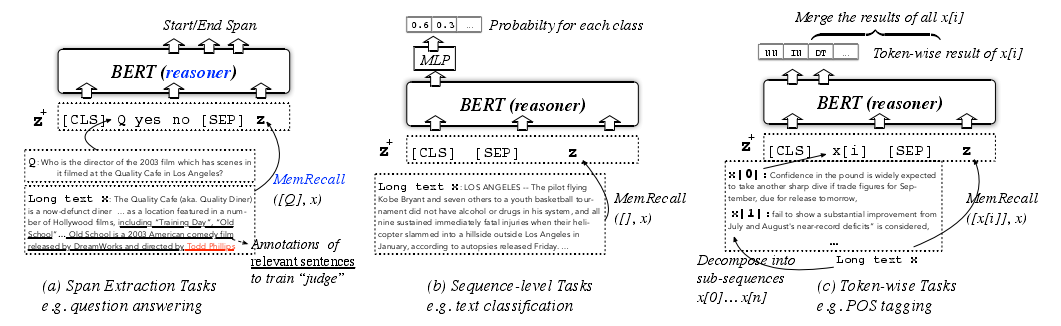 Start/End Span
BERT (reasoner)
z+ [CLS] Q yes no [SEP] z
Q: Who is the director of the 2003 film which has scenes in
it filmed at the Quality Cafe in Los Angeles?
Long text x: The Quality Cafe (aka. Quality Diner)
is a now-defunct diner ... as a location featured in a num-
ber of Hollywood films, including "Training Day", "Old
School" ... Old School is a 2003 American comedy film
released by DreamWorks and directed by Todd Phillips
MemRecall
([Q], x)
Annotations of
relevant sentences
to train "judge"
(a) Span Extraction Tasks
e.g. question answering
0.6 0.3 ...
Probabilty for each class
MLP
BERT (reasoner)
z+ [CLS] [SEP] z
Long text x: LOS ANGELES -- The pilot flying
Kobe Bryant and seven others to a youth basketball tour-
nament did not have alcohol or drugs in his system, and all
nine sustained immediately fatal injuries when their heli-
copter slammed into a hillside outside Los Angeles in
January, according to autopsies released Friday. ...
MemRecall
([], x)
(b) Sequence-level Tasks
e.g. text classification
Merge the results of all x[i]
NN IN DT ...
Token-wise result of x[i]
BERT (reasoner)
z+ [CLS] x[i] [SEP] z
x[0]: Confidence in the pound is widely expected
to take another sharp dive if trade figures for Sep-
tember, due for release tomorrow,
x[1]: fail to show a substantial improvement from
July and August's near-record deficits" is considered,
...
Long text x
MemRecall
([x[i]], x)
Decompose into
sub-sequences
x[0]...x[n]
(c) Token-wise Tasks
e.g. POS tagging